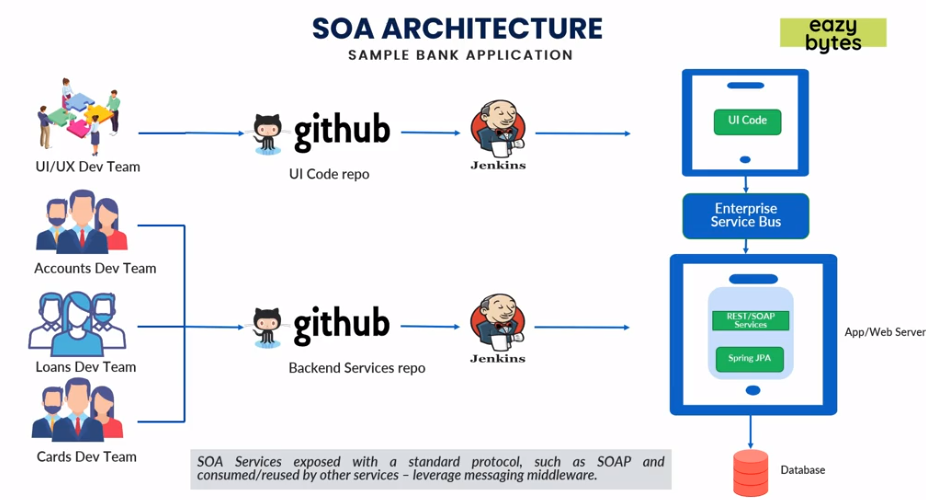 SOA ARCHITECTURE
SAMPLE BANK APPLICATION
eazy
bytes
UI/UX Dev Team
github
UI Code repo
Jenkins
UI Code
Enterprise
Service Bus
Accounts Dev Team
Loans Dev Team
Cards Dev Team
github
Backend Services repo
Jenkins
REST/SOAP
Services
Spring JPA
App/Web Server
Database
SOA Services exposed with a standard protocol, such as SOAP and
consumed/reused by other services – leverage messaging middleware.